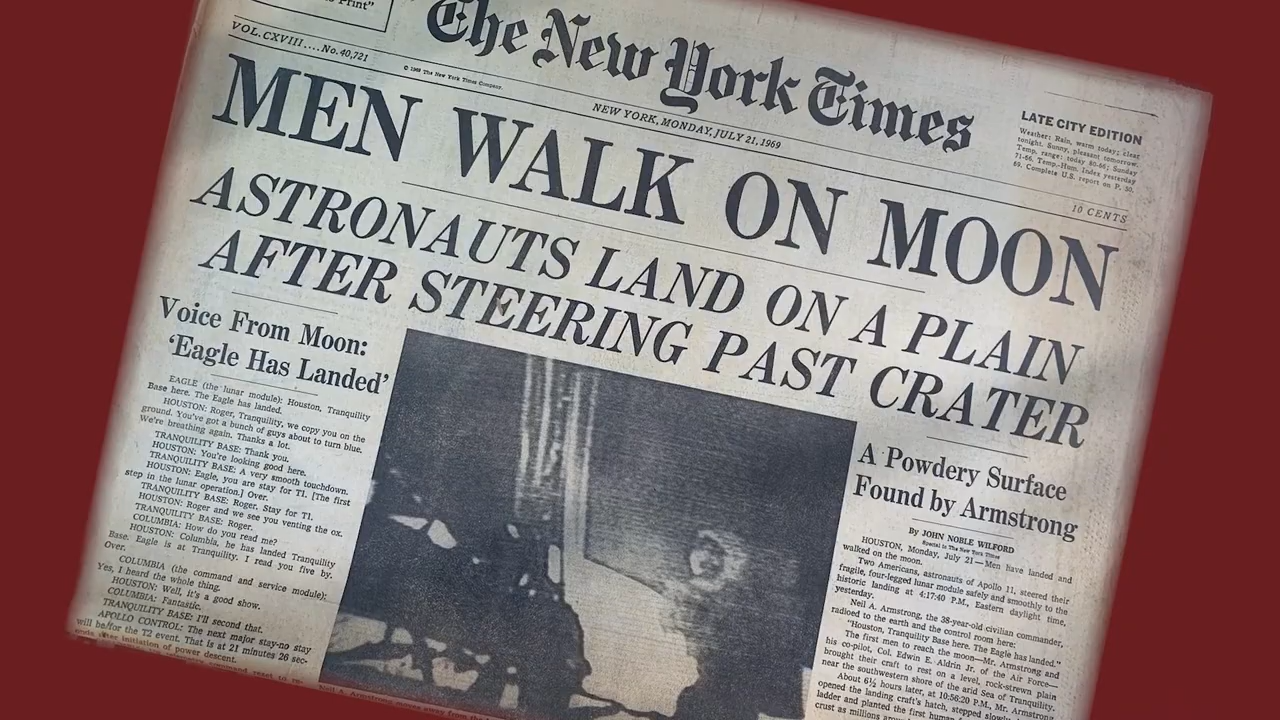 s Print"
The New York Times
VOL. CXVIII....No. 40,721
© 1969 The New York Times Company.
NEW YORK, MONDAY, JULY 21, 1969
LATE CITY EDITION
Weather: Rain, warm today; clear
tonight. Sunny, pleasant tomorrow.
Temp. range: today 80-66; Sunday
71-66. Temp.-Hum. Index yesterday
69. Complete U.S. report on P. 30.
10 CENTS
MEN WALK ON MOON
ASTRONAUTS LAND ON A PLAIN
AFTER STEERING PAST CRATER
Voice From Moon:
‘Eagle Has Landed’
EAGLE (the lunar module): Houston, Tranquility
Base here. The Eagle has landed.
HOUSTON: Roger, Tranquility, we copy you on the
ground. You've got a bunch of guys about to turn blue.
We're breathing again. Thanks a lot.
TRANQUILITY BASE: Thank you.
HOUSTON: You're looking good here.
TRANQUILITY BASE: A very smooth touchdown.
HOUSTON: Eagle, you are stay for T1. [The first
step in the lunar operation.] Over.
TRANQUILITY BASE: Roger. Stay for T1.
HOUSTON: Roger and we see you venting the ox.
TRANQUILITY BASE: Roger.
COLUMBIA: How do you read me?
HOUSTON: Columbia, he has landed Tranquility
Base. Eagle is at Tranquility. I read you five by.
Over.
COLUMBIA (the command and service module):
Yes, I heard the whole thing.
HOUSTON: Well, it's a good show.
COLUMBIA: Fantastic.
TRANQUILITY BASE: I'll second that.
APOLLO CONTROL: The next major stay-no stay
will be for the T2 event. That is at 21 minutes 26 sec-
onds after initiation of power descent.
A Powdery Surface
Found by Armstrong
By JOHN NOBLE WILFORD
Special to The New York Times
HOUSTON, Monday, July 21—Men have landed and
walked on the moon.
Two Americans, astronauts of Apollo 11, steered their
fragile, four-legged lunar module safely and smoothly to the
historic landing at 4:17:40 P.M., Eastern daylight time,
yesterday.
Neil A. Armstrong, the 38-year-old civilian commander,
radioed to the earth and the control room here:
"Houston, Tranquility Base here. The Eagle has landed."
The first men to reach the moon—Mr. Armstrong and
his co-pilot, Col. Edwin E. Aldrin Jr. of the Air Force—
brought their craft to rest on a level, rock-strewn plain
near the southwestern shore of the arid Sea of Tranquility.
About 6½ hours later, at 10:56:20 P.M., Mr. Armstrong
opened the landing craft's hatch, stepped slowly
ladder and planted the first human
crust as millions
Neil A. Armstrong moves away from the